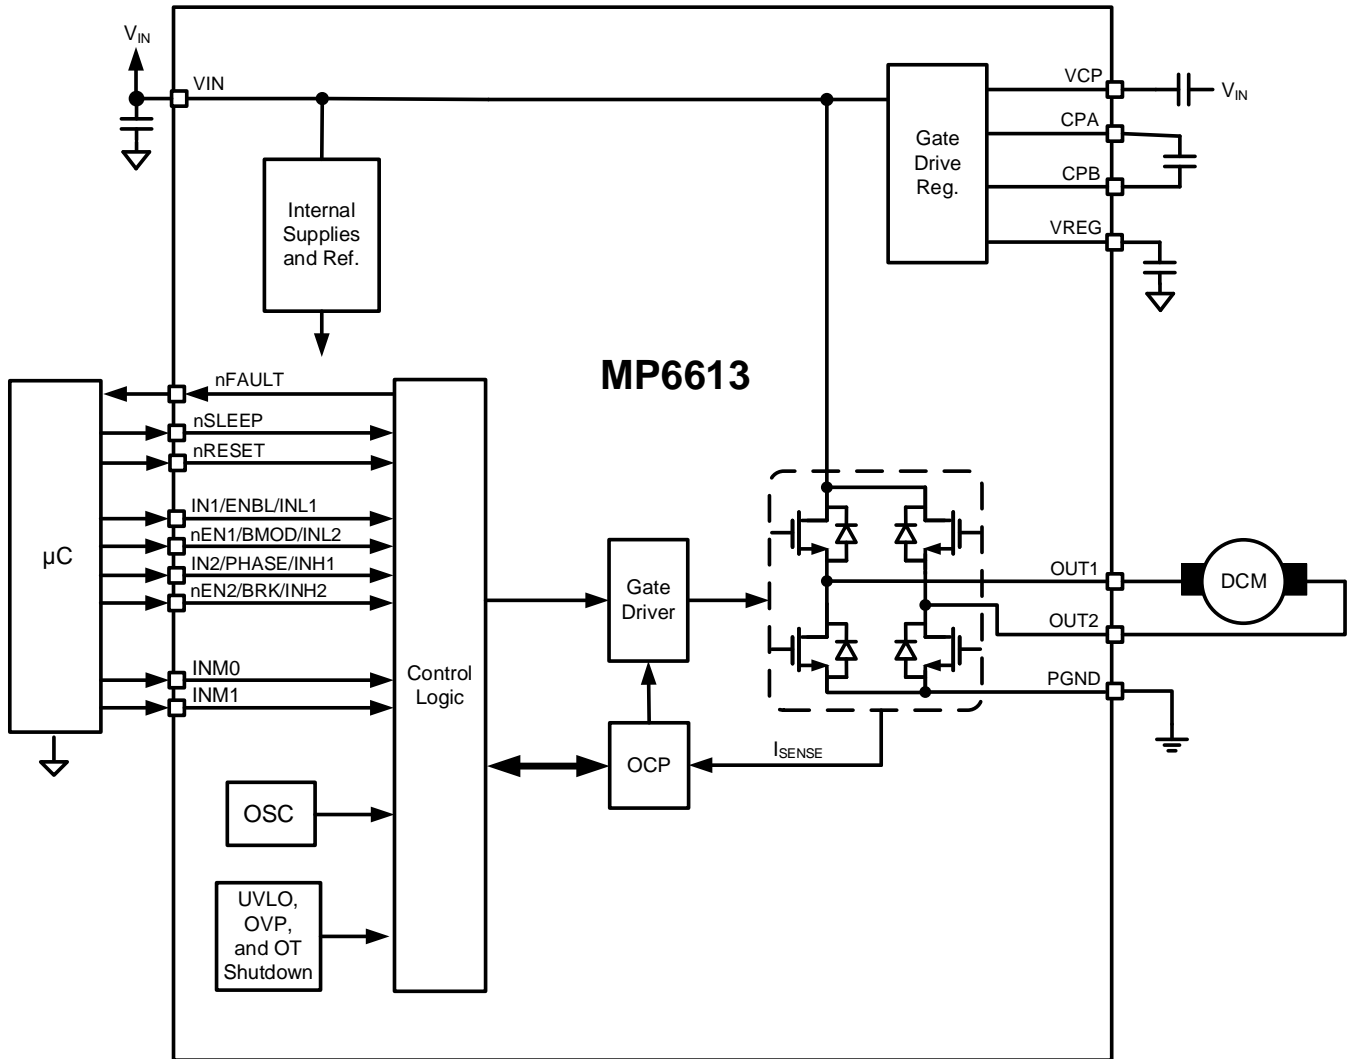 VIN
VIN
VCP
VIN
CPA
Gate
Drive
Reg.
CPB
VREG
Internal
Supplies
and Ref.
MP6613
nFAULT
nSLEEP
nRESET
IN1/ENBL/INL1
nEN1/BMOD/INL2
IN2/PHASE/INH1
nEN2/BRK/INH2
µC
INM0
INM1
Control
Logic
Gate
Driver
OUT1
DCM
OUT2
PGND
OCP
ISENSE
OSC
UVLO,
OVP,
and OT
Shutdown